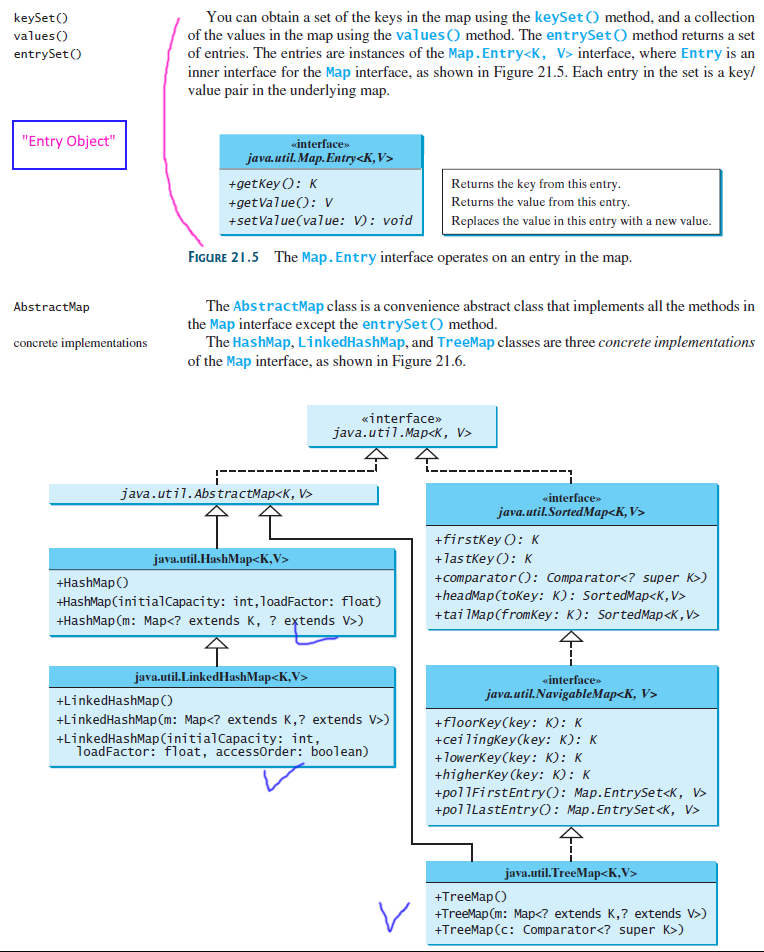 keySet()
values()
entrySet()
You can obtain a set of the keys in the map using the keySet() method, and a collection
of the values in the map using the values() method. The entrySet() method returns a set
of entries. The entries are instances of the Map.Entry<K, V> interface, where Entry is an
inner interface for the Map interface, as shown in Figure 21.5. Each entry in the set is a key/
value pair in the underlying map.
"Entry Object"
«interface»
java.util.Map.Entry<K,V>
+getKey(): K
+getValue(): V
+setValue(value: V): void
Returns the key from this entry.
Returns the value from this entry.
Replaces the value in this entry with a new value.
FIGURE 21.5 The Map.Entry interface operates on an entry in the map.
AbstractMap
The AbstractMap class is a convenience abstract class that implements all the methods in
the Map interface except the entrySet() method.
concrete implementations
The HashMap, LinkedHashMap, and TreeMap classes are three concrete implementations
of the Map interface, as shown in Figure 21.6.
«interface»
java.util.Map<K, V>
java.util.AbstractMap<K,V>
java.util.HashMap<K,V>
+HashMap()
+HashMap(initialCapacity: int,loadFactor: float)
+HashMap(m: Map<? extends K, ? extends V>)
java.util.LinkedHashMap<K,V>
+LinkedHashMap()
+LinkedHashMap(m: Map<? extends K,? extends V>)
+LinkedHashMap(initialCapacity: int,
loadFactor: float, accessOrder: boolean)
«interface»
java.util.SortedMap<K,V>
+firstKey(): K
+lastKey(): K
+comparator(): Comparator<? super K>)
+headMap(toKey: K): SortedMap<K,V>
+tailMap(fromKey: K): SortedMap<K,V>
«interface»
java.util.NavigableMap<K, V>
+floorKey(key: K): K
+ceilingKey(key: K): K
+lowerKey(key: K): K
+higherKey(key: K): K
+pollFirstEntry(): Map.EntrySet<K, V>
+pollLastEntry(): Map.EntrySet<K, V>
java.util.TreeMap<K,V>
+TreeMap()
+TreeMap(m: Map<? extends K,? extends V>)
+TreeMap(c: Comparator<? super K>)